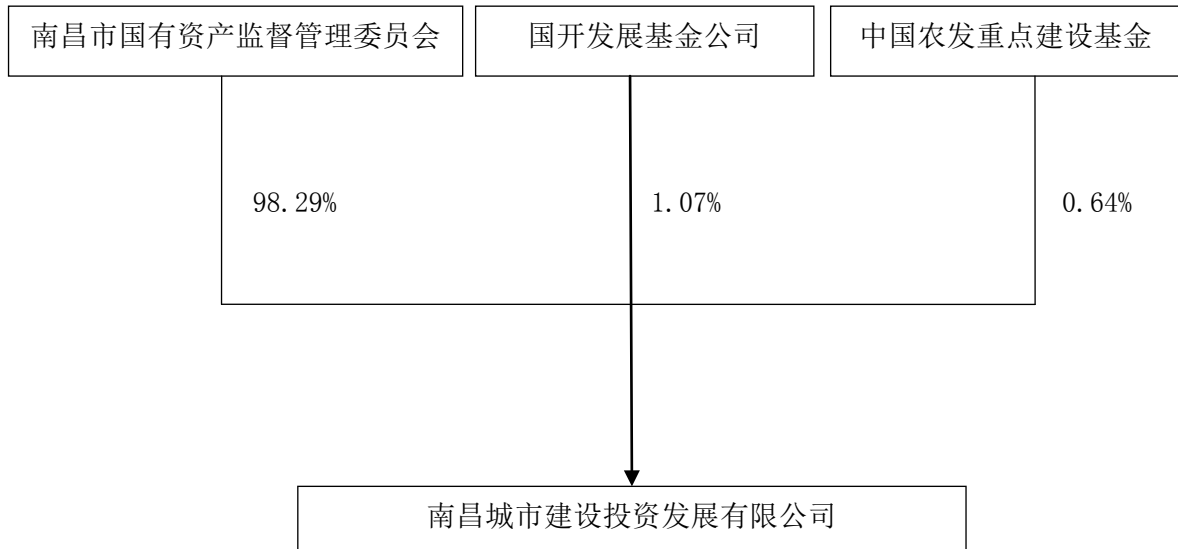 南昌市国有资产监督管理委员会
国开发展基金公司
中国农发重点建设基金
98.29%
1.07%
0.64%
南昌城市建设投资发展有限公司